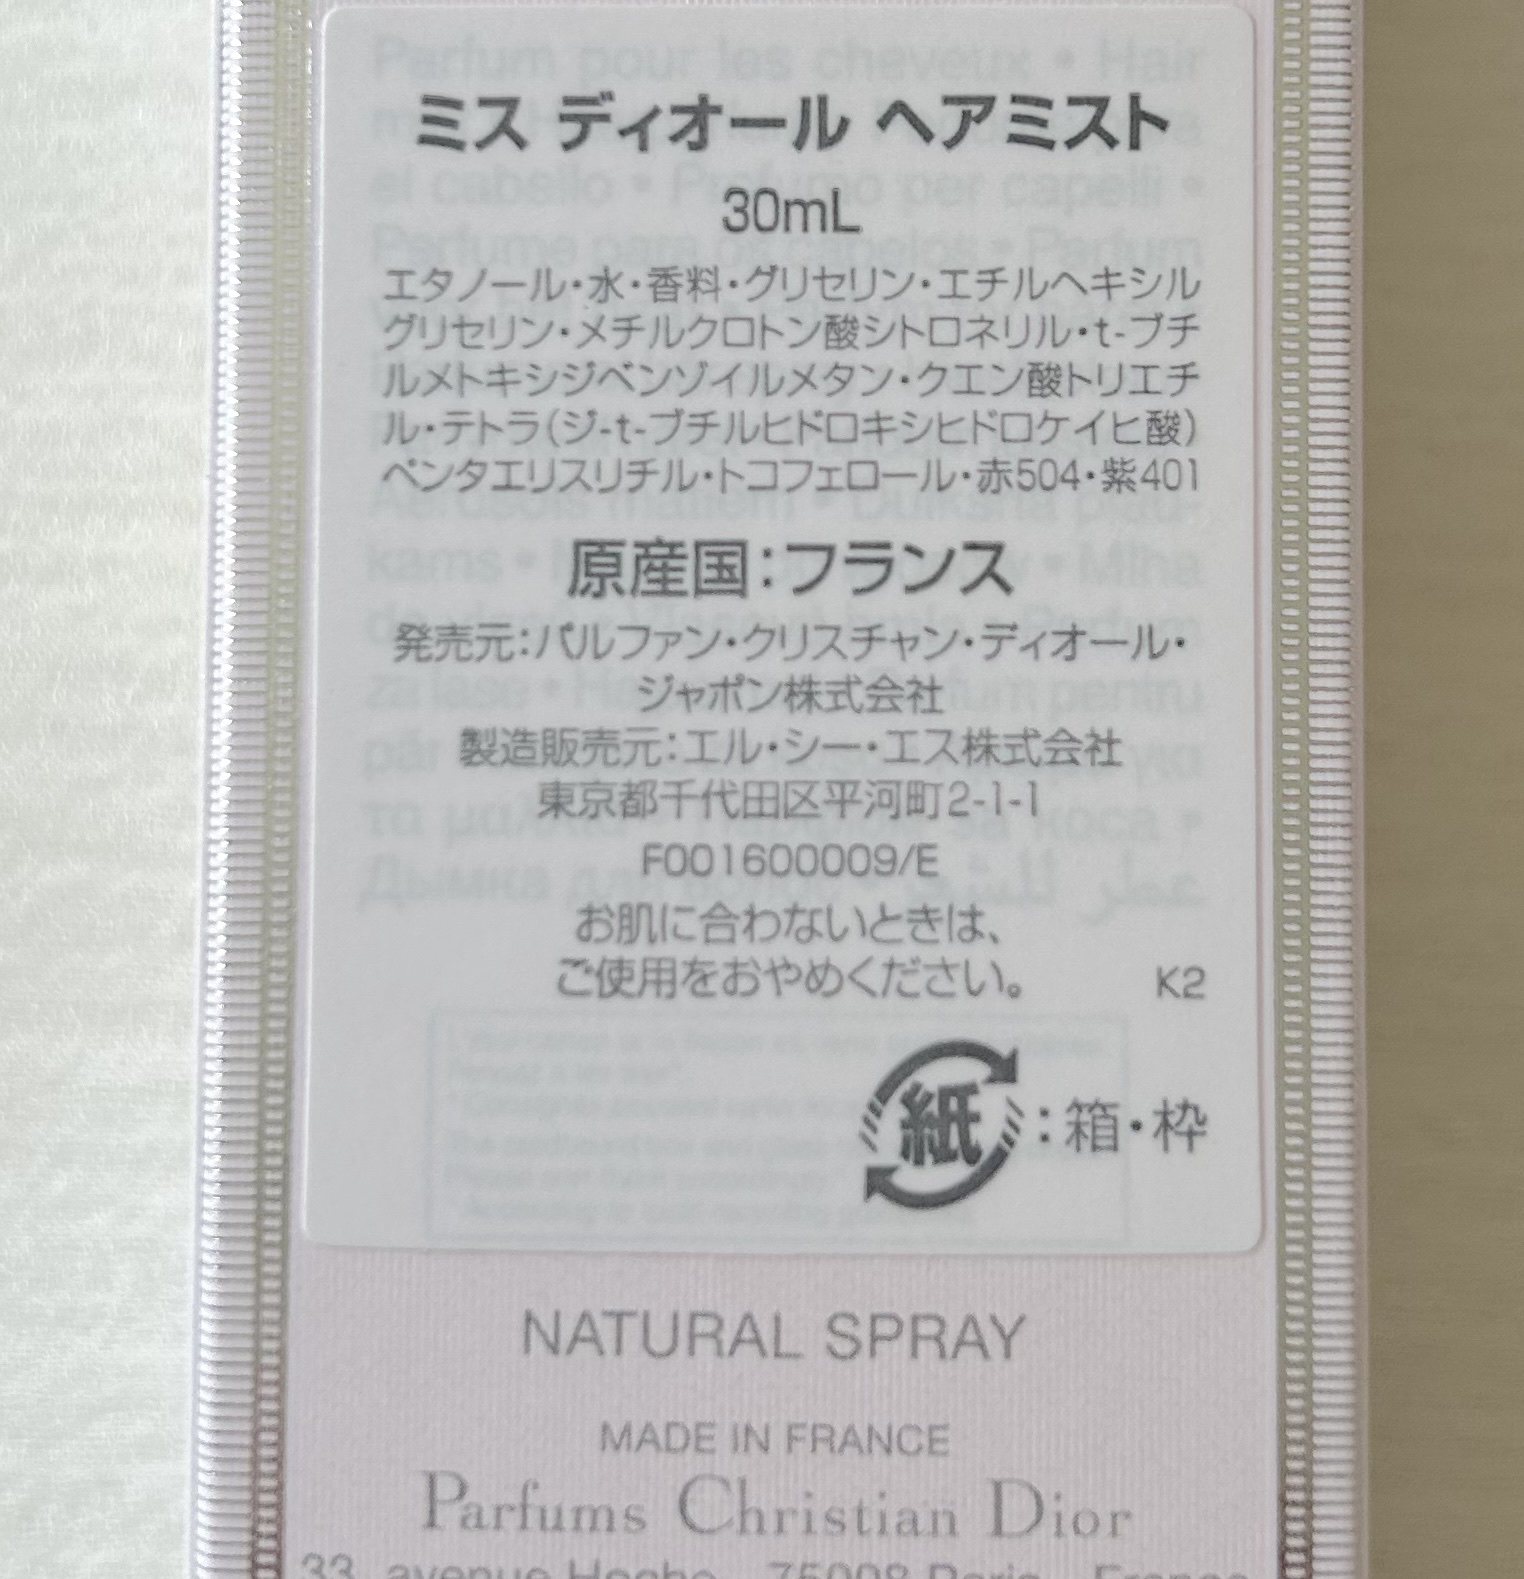 ミス ディオール ヘアミスト
30mL
エタノール・水・香料・グリセリン・エチルヘキシル
グリセリン・メチルクロトン酸シトロネリル・t-ブチ
ルメトキシジベンゾイルメタン・クエン酸トリエチ
ル・テトラ(ジ-t-ブチルヒドロキシヒドロケイヒ酸)
ペンタエリスリチル・トコフェロール・赤504・紫401
原産国：フランス
発売元：パルファン・クリスチャン・ディオール・
ジャポン株式会社
製造販売元：エル・シー・エス株式会社
東京都千代田区平河町2-1-1
F001600009/E
お肌に合わないときは、
ご使用をおやめください。 K2
紙：箱・枠
NATURAL SPRAY
MADE IN FRANCE
Parfums Christian Dior
33, avenue Hoche 75008 Paris France